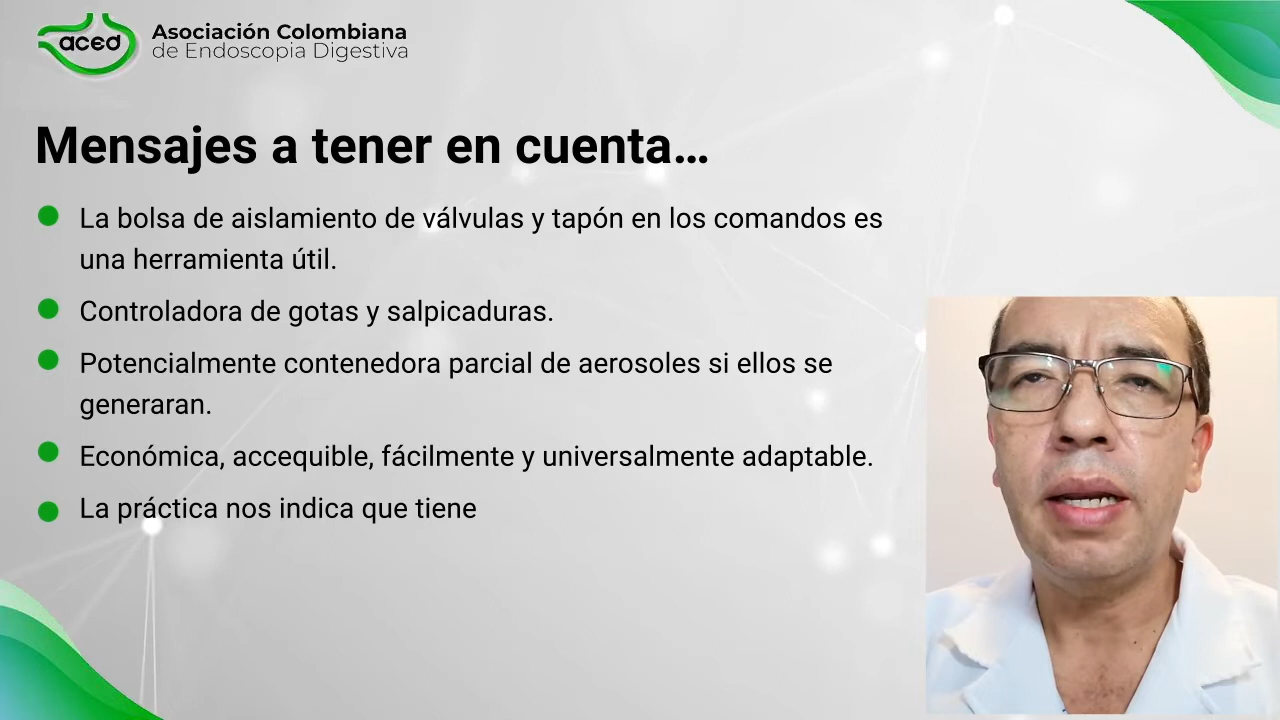 aced
Asociación Colombiana
de Endoscopia Digestiva
Mensajes a tener en cuenta...
La bolsa de aislamiento de válvulas y tapón en los comandos es
una herramienta útil.
Controladora de gotas y salpicaduras.
Potencialmente contenedora parcial de aerosoles si ellos se
generaran.
Económica, accequible, fácilmente y universalmente adaptable.
La práctica nos indica que tiene